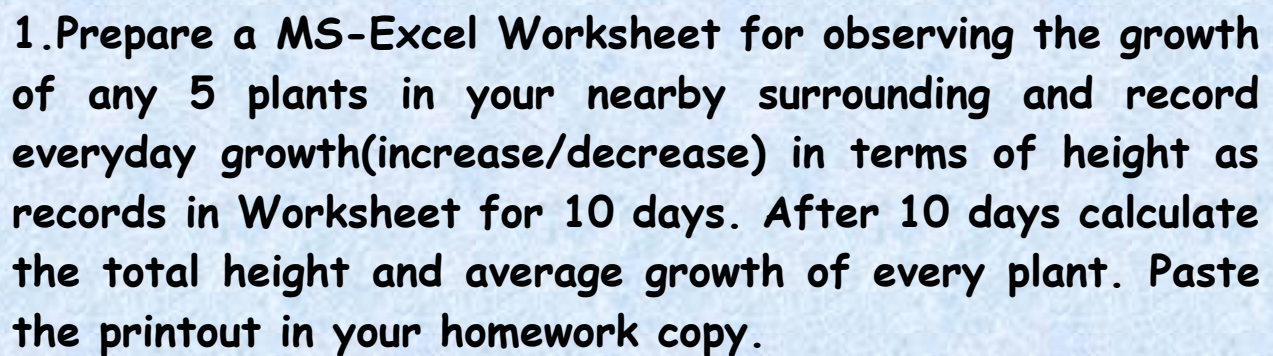 1.Prepare a MS-Excel Worksheet for observing the growth
of any 5 plants in your nearby surrounding and record
everyday growth(increase/decrease) in terms of height as
records in Worksheet for 10 days. After 10 days calculate
the total height and average growth of every plant. Paste
the printout in your homework copy.